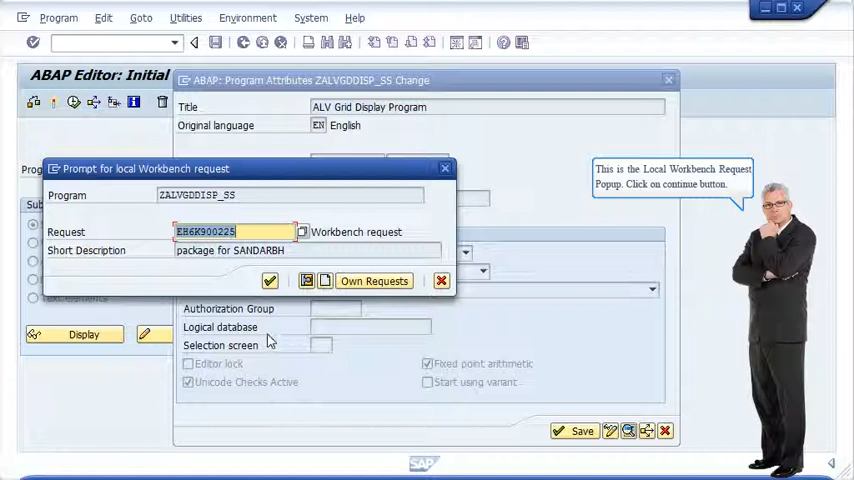 Program Edit Goto Utilities Environment System Help
ABAP Editor: Initial
ABAP: Program Attributes ZALVGDDISP_SS Change
Title ALV Grid Display Program
Original language EN English
Prompt for local Workbench request
Program ZALVGDDISP_SS
Request EH6K900225 Workbench request
Short Description package for SANDARBH
Own Requests
This is the Local Workbench Request
Popup. Click on continue button.
Authorization Group
Logical database
Selection screen
Editor lock Fixed point arithmetic
Unicode Checks Active Start using variant
Display
Save
SAP